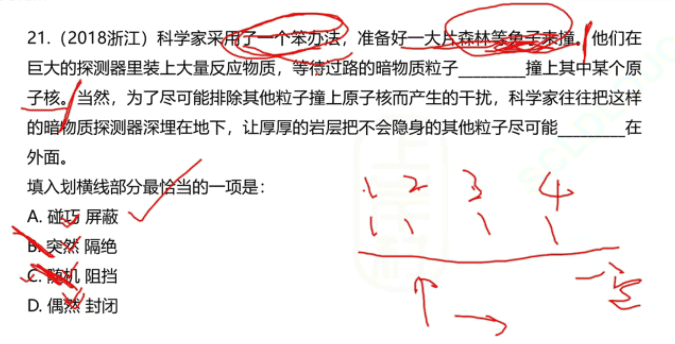 21.（2018浙江）科学家采用了一个笨办法，准备好一大片森林等兔子来撞。他们在
巨大的探测器里装上大量反应物质，等待过路的暗物质粒子________撞上其中某个原
子核。当然，为了尽可能排除其他粒子撞上原子核而产生的干扰，科学家往往把这样
的暗物质探测器深埋在地下，让厚厚的岩层把不会隐身的其他粒子尽可能________在
外面。
填入划横线部分最恰当的一项是：
A. 碰巧 屏蔽
B. 突然 隔绝
C. 随机 阻挡
D. 偶然 封闭
1 2 3 4